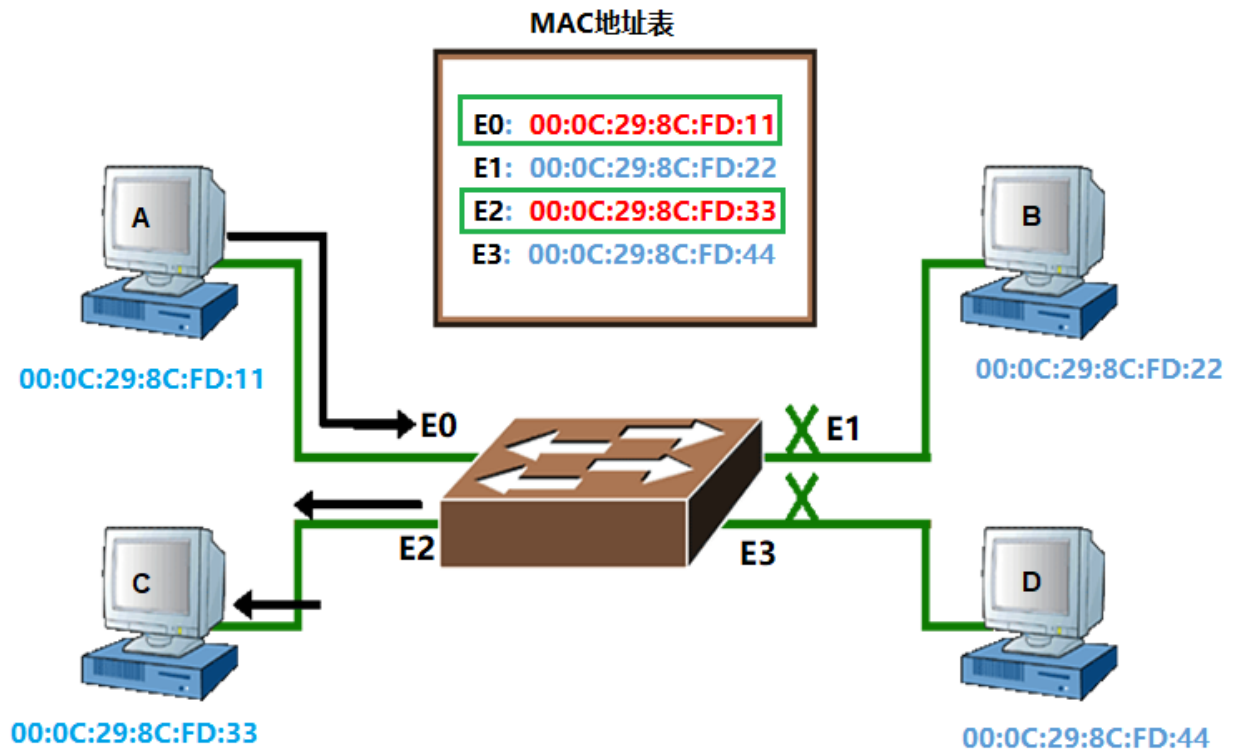 MAC地址表
E0: 00:0C:29:8C:FD:11
E1: 00:0C:29:8C:FD:22
E2: 00:0C:29:8C:FD:33
E3: 00:0C:29:8C:FD:44
A
B
00:0C:29:8C:FD:11
00:0C:29:8C:FD:22
E0
E1
E2
E3
C
D
00:0C:29:8C:FD:33
00:0C:29:8C:FD:44